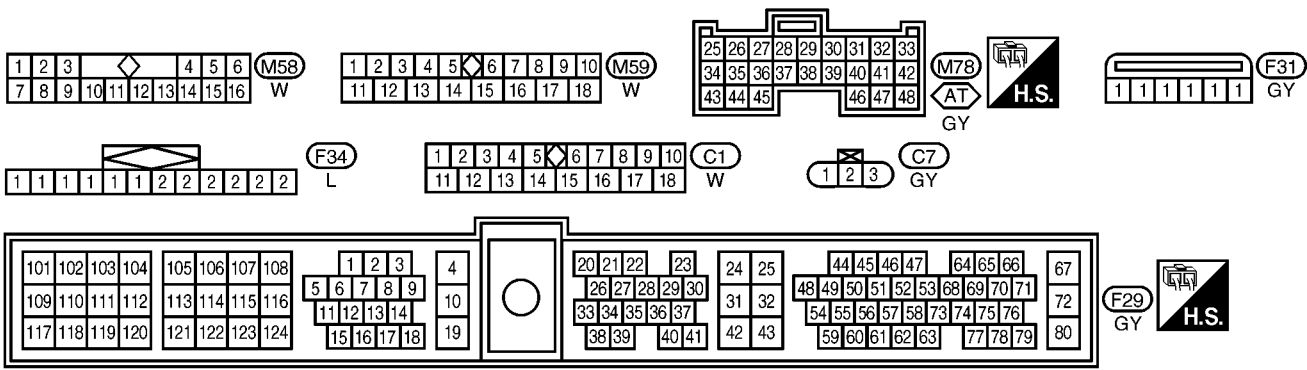 1 2 3 4 5 6 M58
7 8 9 10 11 12 13 14 15 16 W
1 2 3 4 5 6 7 8 9 10 M59
11 12 13 14 15 16 17 18 W
25 26 27 28 29 30 31 32 33
34 35 36 37 38 39 40 41 42 M78
43 44 45 46 47 48 AT
GY
H.S.
1 1 1 1 1 1 F31
GY
F34
1 1 1 1 1 1 2 2 2 2 2 2 L
1 2 3 4 5 6 7 8 9 10 C1
11 12 13 14 15 16 17 18 W
1 2 3 C7
GY
101 102 103 104 105 106 107 108 1 2 3 4 20 21 22 23 24 25 44 45 46 47 64 65 66 67
109 110 111 112 113 114 115 116 5 6 7 8 9 10 26 27 28 29 30 31 32 48 49 50 51 52 53 68 69 70 71 72
11 12 13 14 33 34 35 36 37 54 55 56 57 58 73 74 75 76
117 118 119 120 121 122 123 124 15 16 17 18 19 38 39 40 41 42 43 59 60 61 62 63 77 78 79 80
F29
GY
H.S.